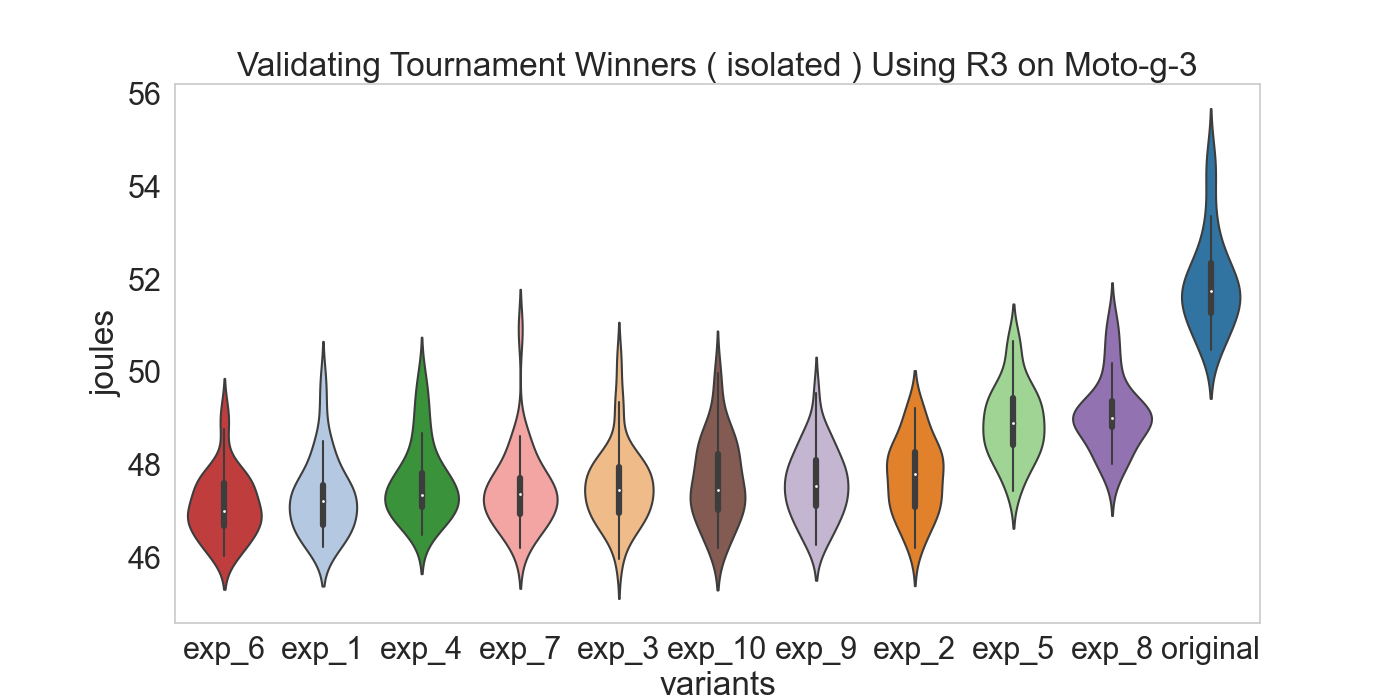 Validating Tournament Winners ( isolated ) Using R3 on Moto-g-3
56
54
52
50
48
46
joules
exp_6 exp_1 exp_4 exp_7 exp_3 exp_10 exp_9 exp_2 exp_5 exp_8 original
variants